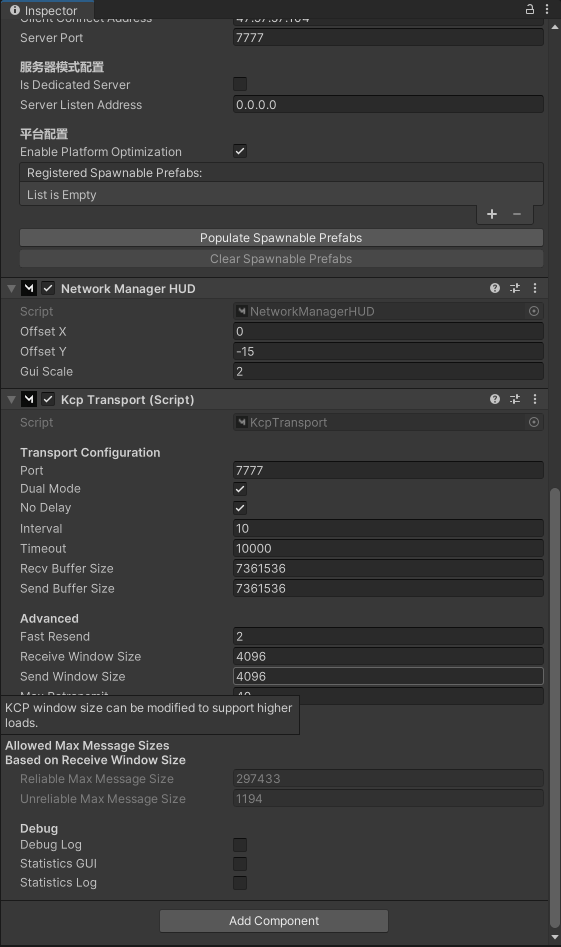 Inspector
Server Port 7777
服务器模式配置
Is Dedicated Server
Server Listen Address 0.0.0.0
平台配置
Enable Platform Optimization
Registered Spawnable Prefabs:
List is Empty
Populate Spawnable Prefabs
Clear Spawnable Prefabs
Network Manager HUD
Script NetworkManagerHUD
Offset X 0
Offset Y -15
Gui Scale 2
Kcp Transport (Script)
Script KcpTransport
Transport Configuration
Port 7777
Dual Mode
No Delay
Interval 10
Timeout 10000
Recv Buffer Size 7361536
Send Buffer Size 7361536
Advanced
Fast Resend 2
Receive Window Size 4096
Send Window Size 4096
KCP window size can be modified to support higher
loads.
Allowed Max Message Sizes
Based on Receive Window Size
Reliable Max Message Size 297433
Unreliable Max Message Size 1194
Debug
Debug Log
Statistics GUI
Statistics Log
Add Component